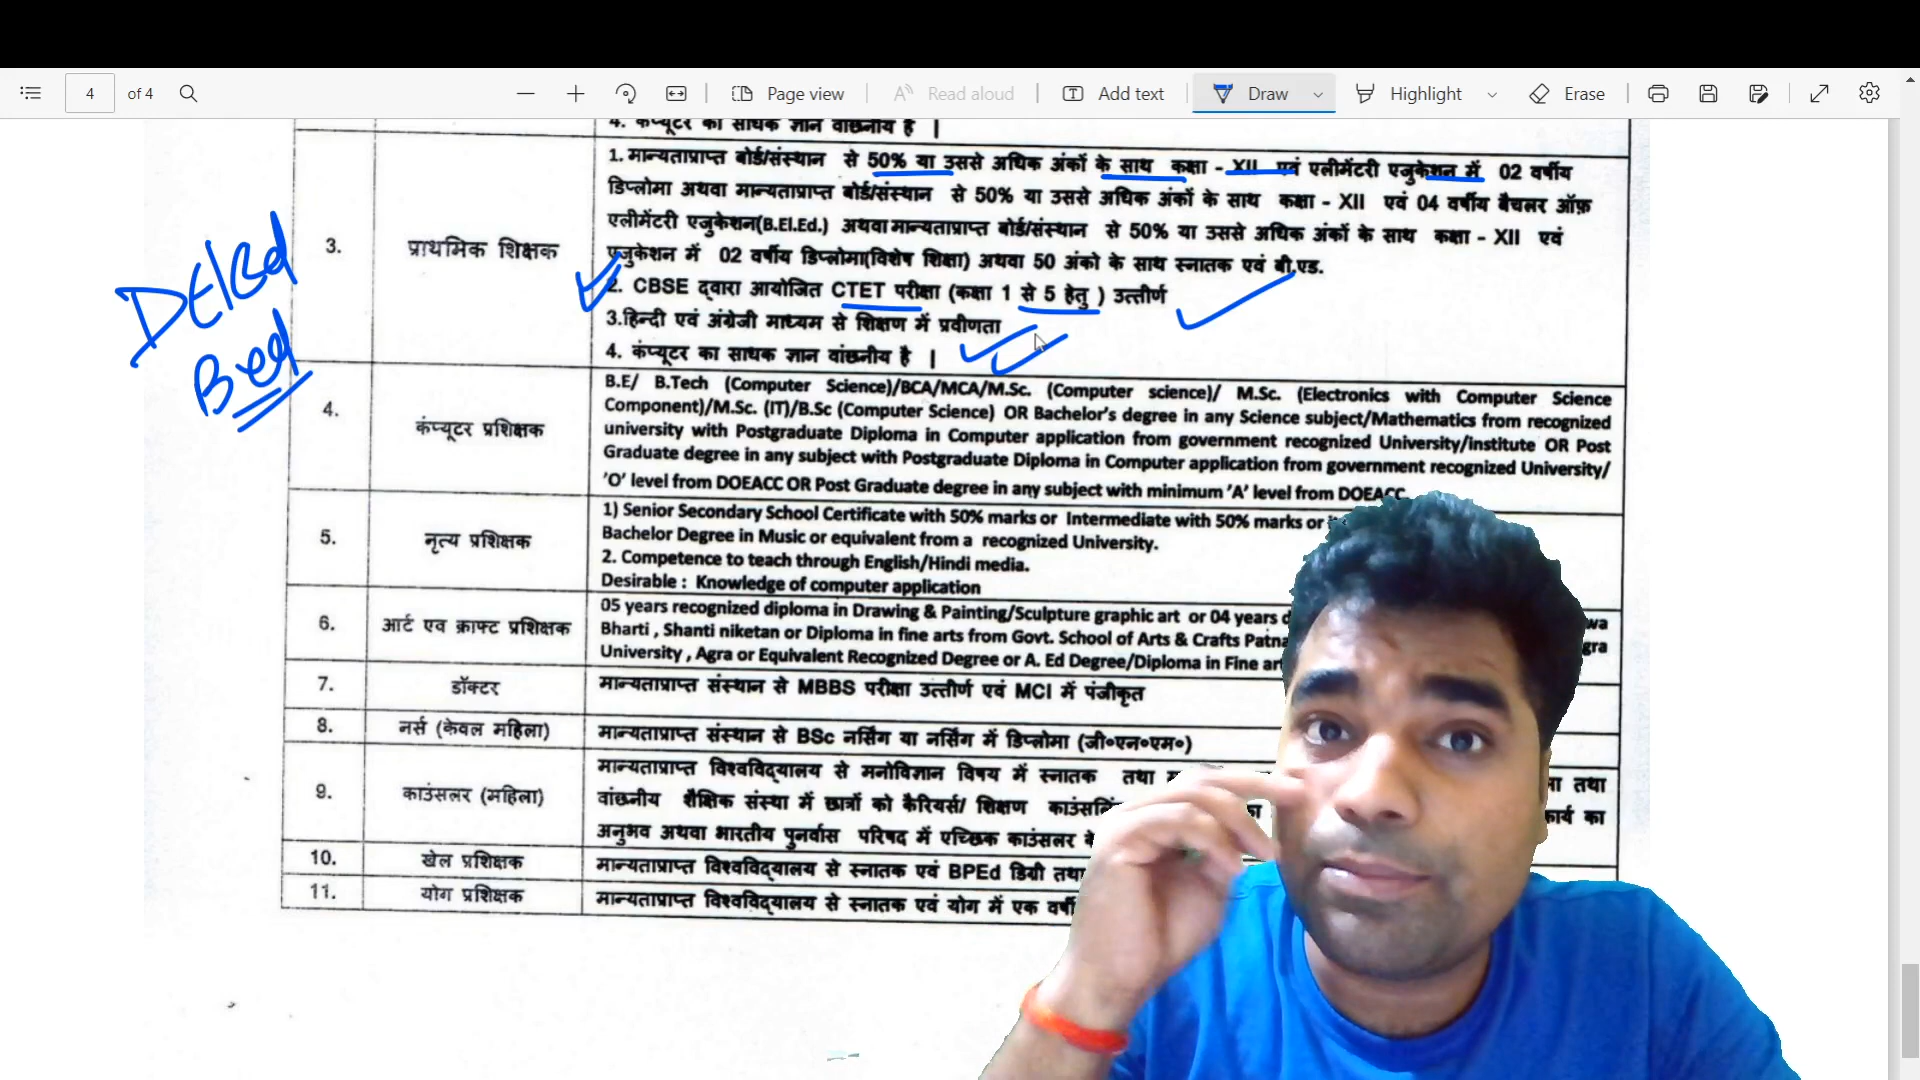 4 of 4 Page view Read aloud Add text Draw Highlight Erase
4. कंप्यूटर का साधक ज्ञान वांछनीय है |
3. प्राथमिक शिक्षक
1. मान्यताप्राप्त बोर्ड/संस्थान से 50% या उससे अधिक अंकों के साथ कक्षा - XII एवं एलीमेंटरी एजुकेशन में 02 वर्षीय
डिप्लोमा अथवा मान्यताप्राप्त बोर्ड/संस्थान से 50% या उससे अधिक अंकों के साथ कक्षा - XII एवं 04 वर्षीय बैचलर ऑफ़
एलीमेंटरी एजुकेशन(B.El.Ed.) अथवा मान्यताप्राप्त बोर्ड/संस्थान से 50% या उससे अधिक अंकों के साथ कक्षा - XII एवं
एजुकेशन में 02 वर्षीय डिप्लोमा(विशेष शिक्षा) अथवा 50 अंको के साथ स्नातक एवं बी.एड.
2. CBSE द्वारा आयोजित CTET परीक्षा (कक्षा 1 से 5 हेतु ) उत्तीर्ण
3.हिन्दी एवं अंग्रेजी माध्यम से शिक्षण में प्रवीणता
4. कंप्यूटर का साधक ज्ञान वांछनीय है |
DElEd
Bed
4. कंप्यूटर प्रशिक्षक
B.E/ B.Tech (Computer Science)/BCA/MCA/M.Sc. (Computer science)/ M.Sc. (Electronics with Computer Science
Component)/M.Sc. (IT)/B.Sc (Computer Science) OR Bachelor's degree in any Science subject/Mathematics from recognized
university with Postgraduate Diploma in Computer application from government recognized University/institute OR Post
Graduate degree in any subject with Postgraduate Diploma in Computer application from government recognized University/
'O' level from DOEACC OR Post Graduate degree in any subject with minimum 'A' level from DOEACC.
5. नृत्य प्रशिक्षक
1) Senior Secondary School Certificate with 50% marks or Intermediate with 50% marks or
Bachelor Degree in Music or equivalent from a recognized University.
2. Competence to teach through English/Hindi media.
Desirable : Knowledge of computer application
6. आर्ट एव क्राफ्ट प्रशिक्षक
05 years recognized diploma in Drawing & Painting/Sculpture graphic art or 04 years
Bharti , Shanti niketan or Diploma in fine arts from Govt. School of Arts & Crafts Patna
University , Agra or Equivalent Recognized Degree or A. Ed Degree/Diploma in Fine
7. डॉक्टर
मान्यताप्राप्त संस्थान से MBBS परीक्षा उत्तीर्ण एवं MCI में पंजीकृत
8. नर्स (केवल महिला)
मान्यताप्राप्त संस्थान से BSc नर्सिंग या नर्सिंग में डिप्लोमा (जी०एन०एम०)
9. काउंसलर (महिला)
मान्यताप्राप्त विश्वविद्यालय से मनोविज्ञान विषय में स्नातक तथा तथा
वांछनीय शैक्षिक संस्था में छात्रों को कैरियर्स/ शिक्षण कार्य का
अनुभव अथवा भारतीय पुनर्वास परिषद में एच्छिक काउंसलर
10. खेल प्रशिक्षक
मान्यताप्राप्त विश्वविद्यालय से स्नातक एवं BPEd डिग्री तथा
11. योग प्रशिक्षक
मान्यताप्राप्त विश्वविद्यालय से स्नातक एवं योग में एक